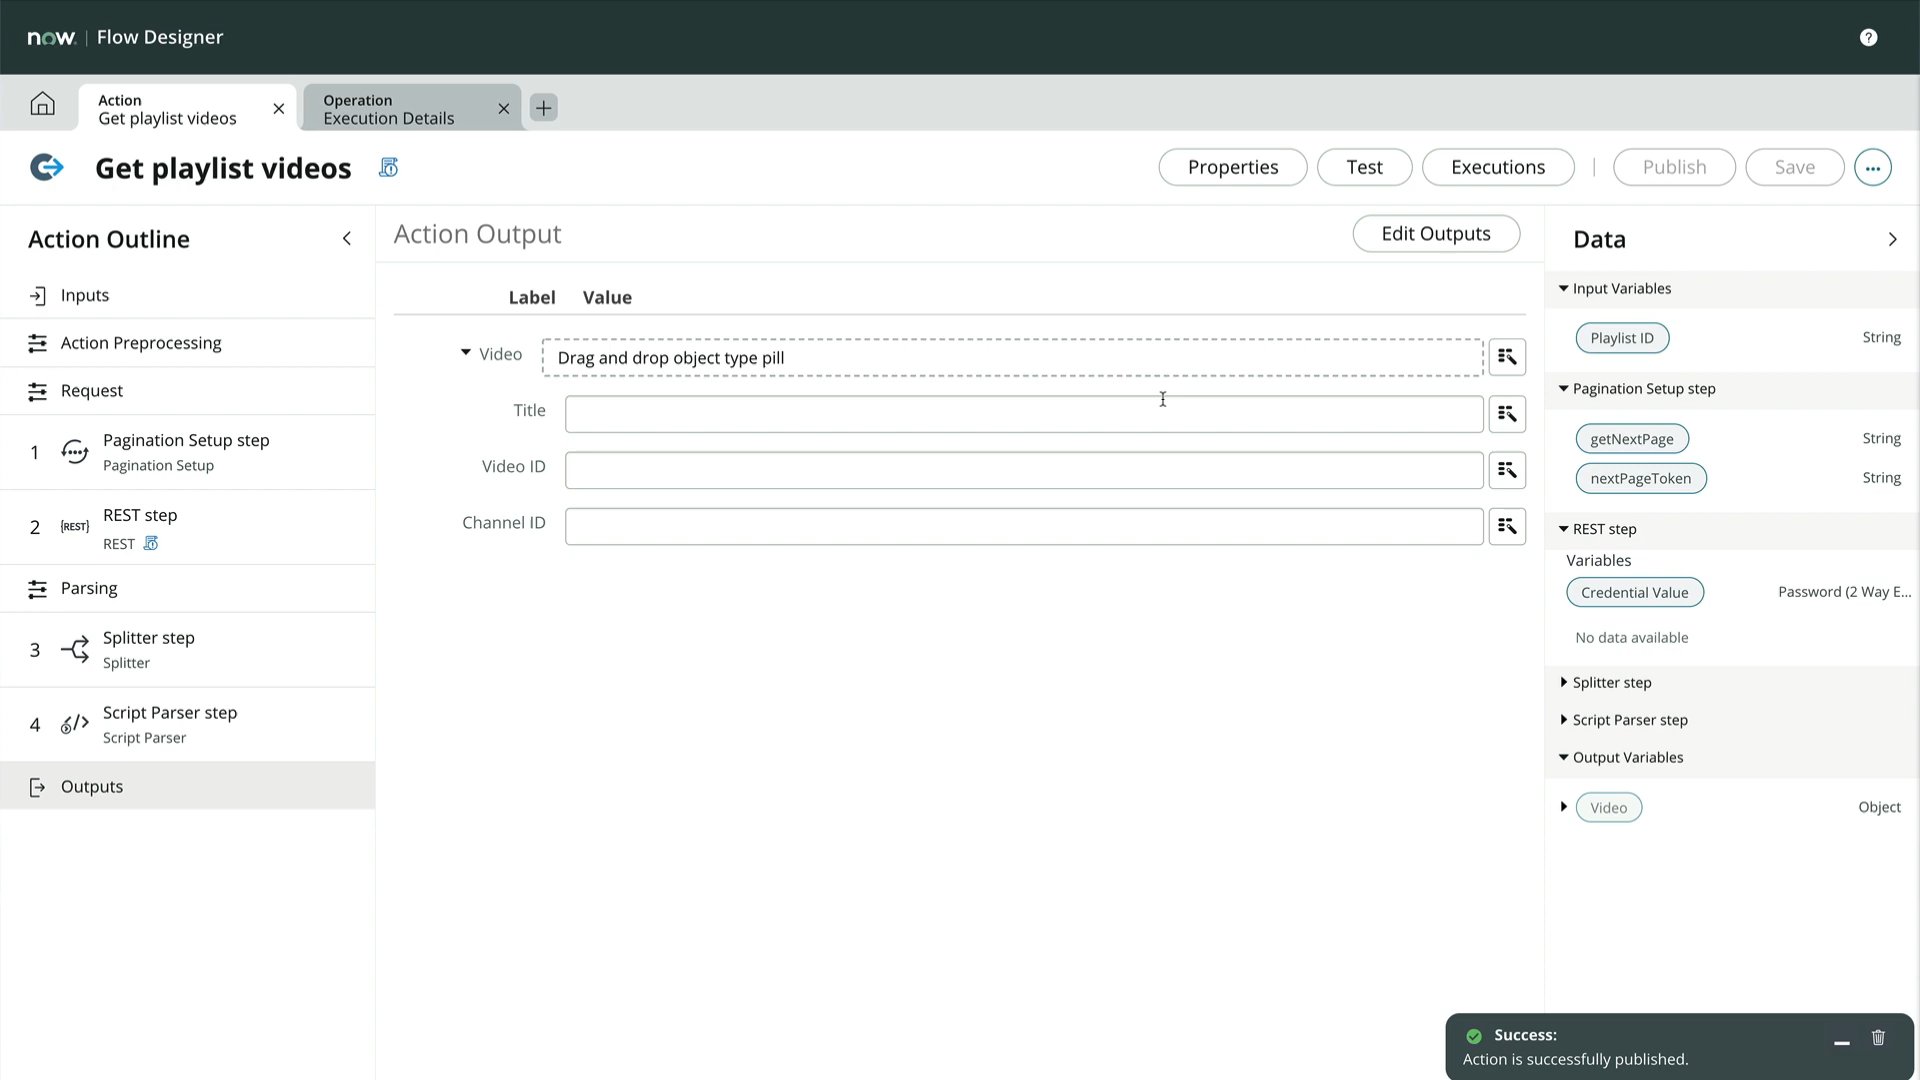 now. | Flow Designer
?
Action
Get playlist videos
Operation
Execution Details
Get playlist videos
Properties
Test
Executions
Publish
Save
...
Action Outline
Inputs
Action Preprocessing
Request
1
Pagination Setup step
Pagination Setup
2
{REST}
REST step
REST
Parsing
3
Splitter step
Splitter
4
Script Parser step
Script Parser
Outputs
Action Output
Edit Outputs
Label Value
Video
Drag and drop object type pill
Title
Video ID
Channel ID
Data
Input Variables
Playlist ID String
Pagination Setup step
getNextPage String
nextPageToken String
REST step
Variables
Credential Value Password (2 Way E...
No data available
Splitter step
Script Parser step
Output Variables
Video Object
Success:
Action is successfully published.